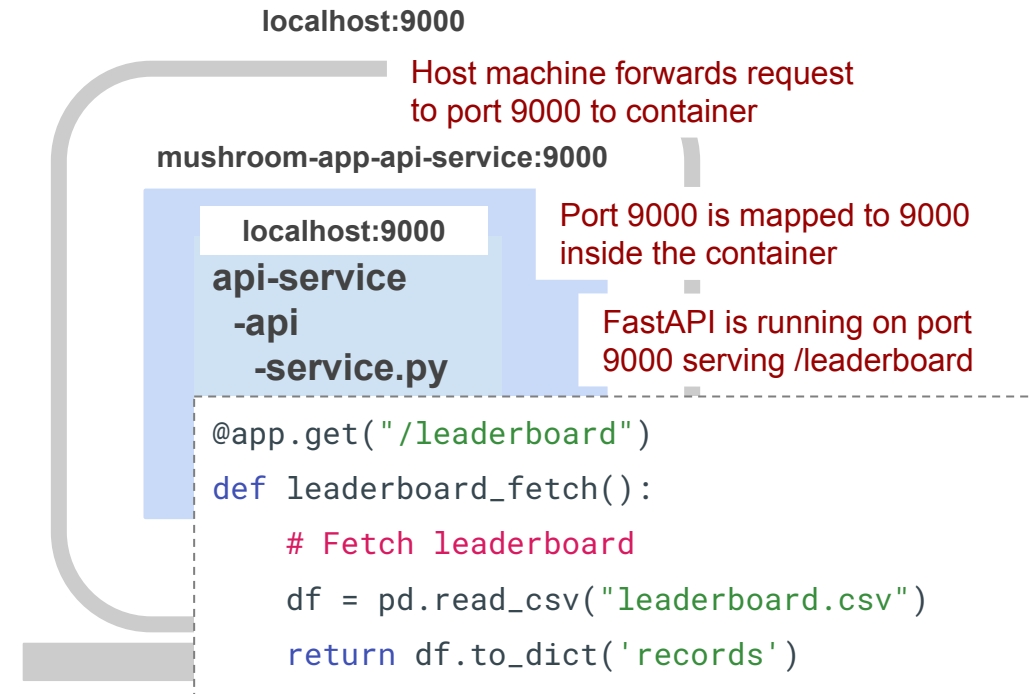 localhost:9000
Host machine forwards request
to port 9000 to container
mushroom-app-api-service:9000
Port 9000 is mapped to 9000
inside the container
localhost:9000
api-service
-api
-service.py
FastAPI is running on port
9000 serving /leaderboard
@app.get("/leaderboard")
def leaderboard_fetch():
    # Fetch leaderboard
    df = pd.read_csv("leaderboard.csv")
    return df.to_dict('records')